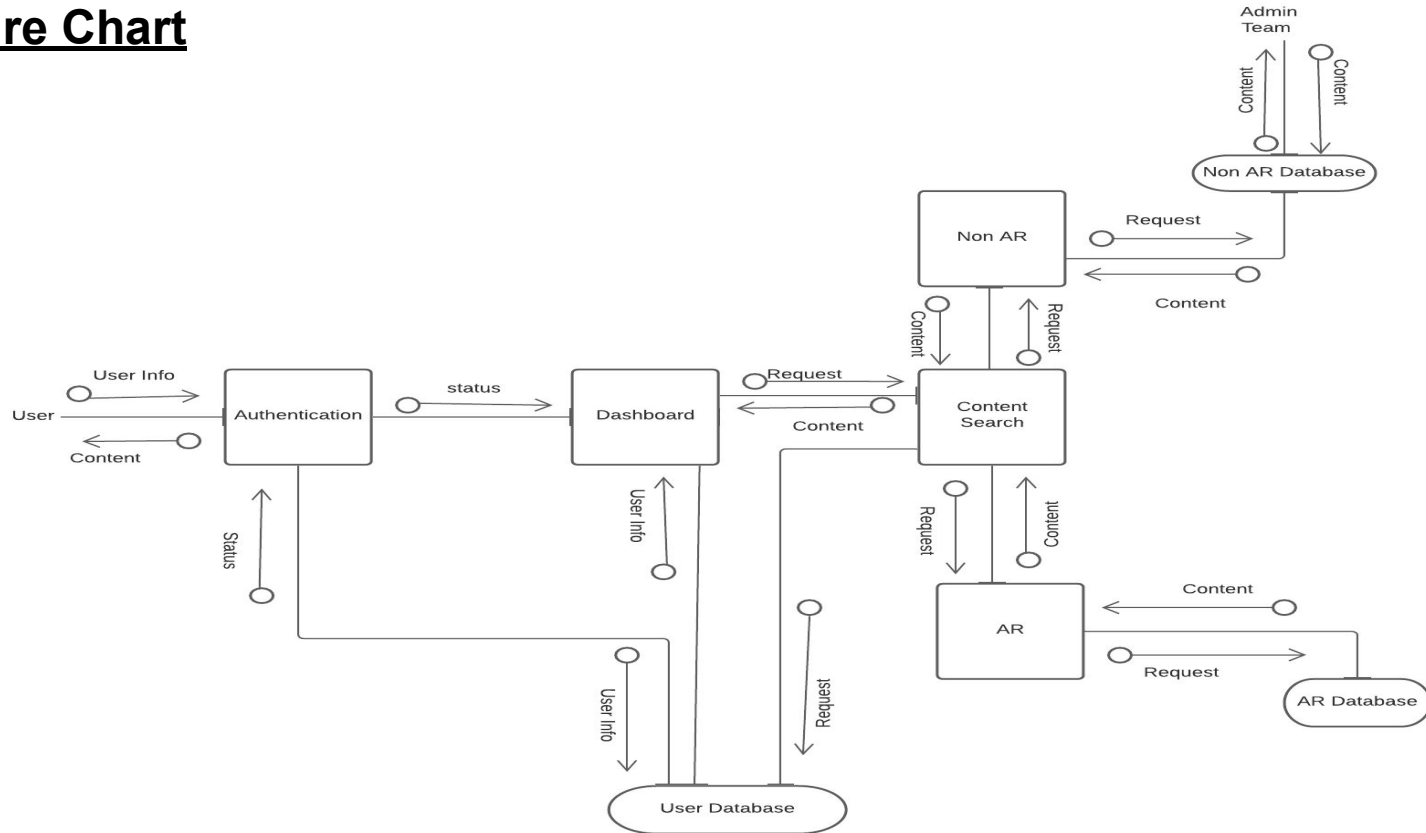 re Chart
Admin
Team
Content
Content
Non AR Database
Non AR
Request
Content
Content
Request
User Info
User
Authentication
Content
status
Dashboard
Request
Content
Content
Search
Status
User Info
Request
Content
User Info
Request
AR
Content
Request
AR Database
User Database